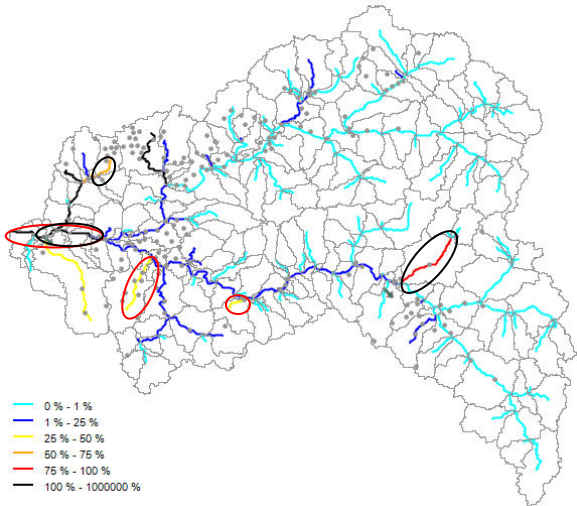 0 % - 1 %
1 % - 25 %
25 % - 50 %
50 % - 75 %
75 % - 100 %
100 % - 1000000 %